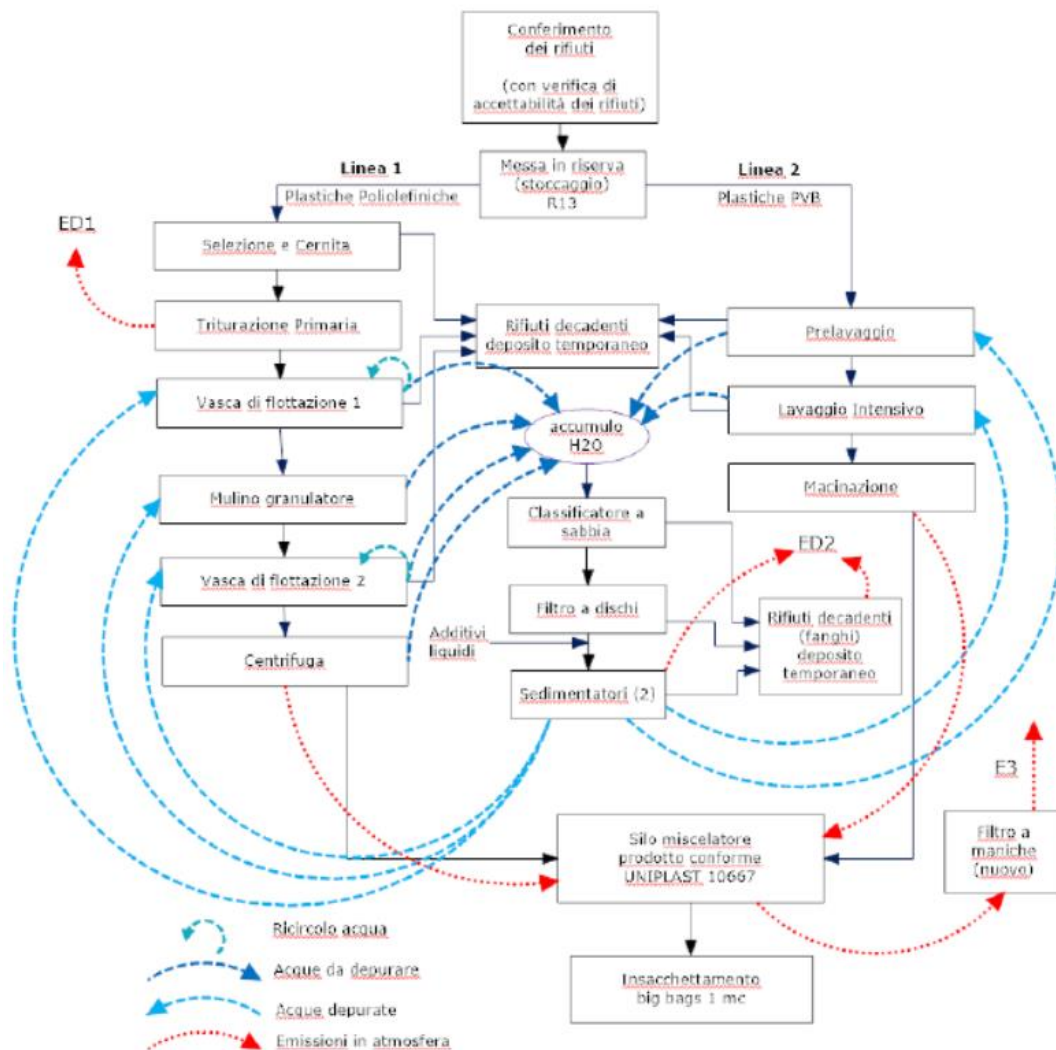 Conferimento
dei rifiuti
(con verifica di
accettabilità dei rifiuti)
Linea 1
Messa in riserva
(stoccaggio)
R13
Linea 2
Plastiche Poliolefiniche
Plastiche PVB
ED1
Selezione e Cernita
Triturazione Primaria
Rifiuti decadenti
deposito temporaneo
Prelavaggio
Vasca di flottazione 1
Lavaggio Intensivo
accumulo
H2O
Mulino granulatore
Macinazione
Classificatore a
sabbia
ED2
Vasca di flottazione 2
Filtro a dischi
Rifiuti decadenti
(fanghi)
deposito
temporaneo
Additivi
liquidi
Centrifuga
Sedimentatori (2)
E3
Silo miscelatore
prodotto conforme
UNIPLAST 10667
Filtro a
maniche
(nuovo)
Ricircolo acqua
Acque da depurare
Insacchettamento
big bags 1 mc
Acque depurate
Emissioni in atmosfera